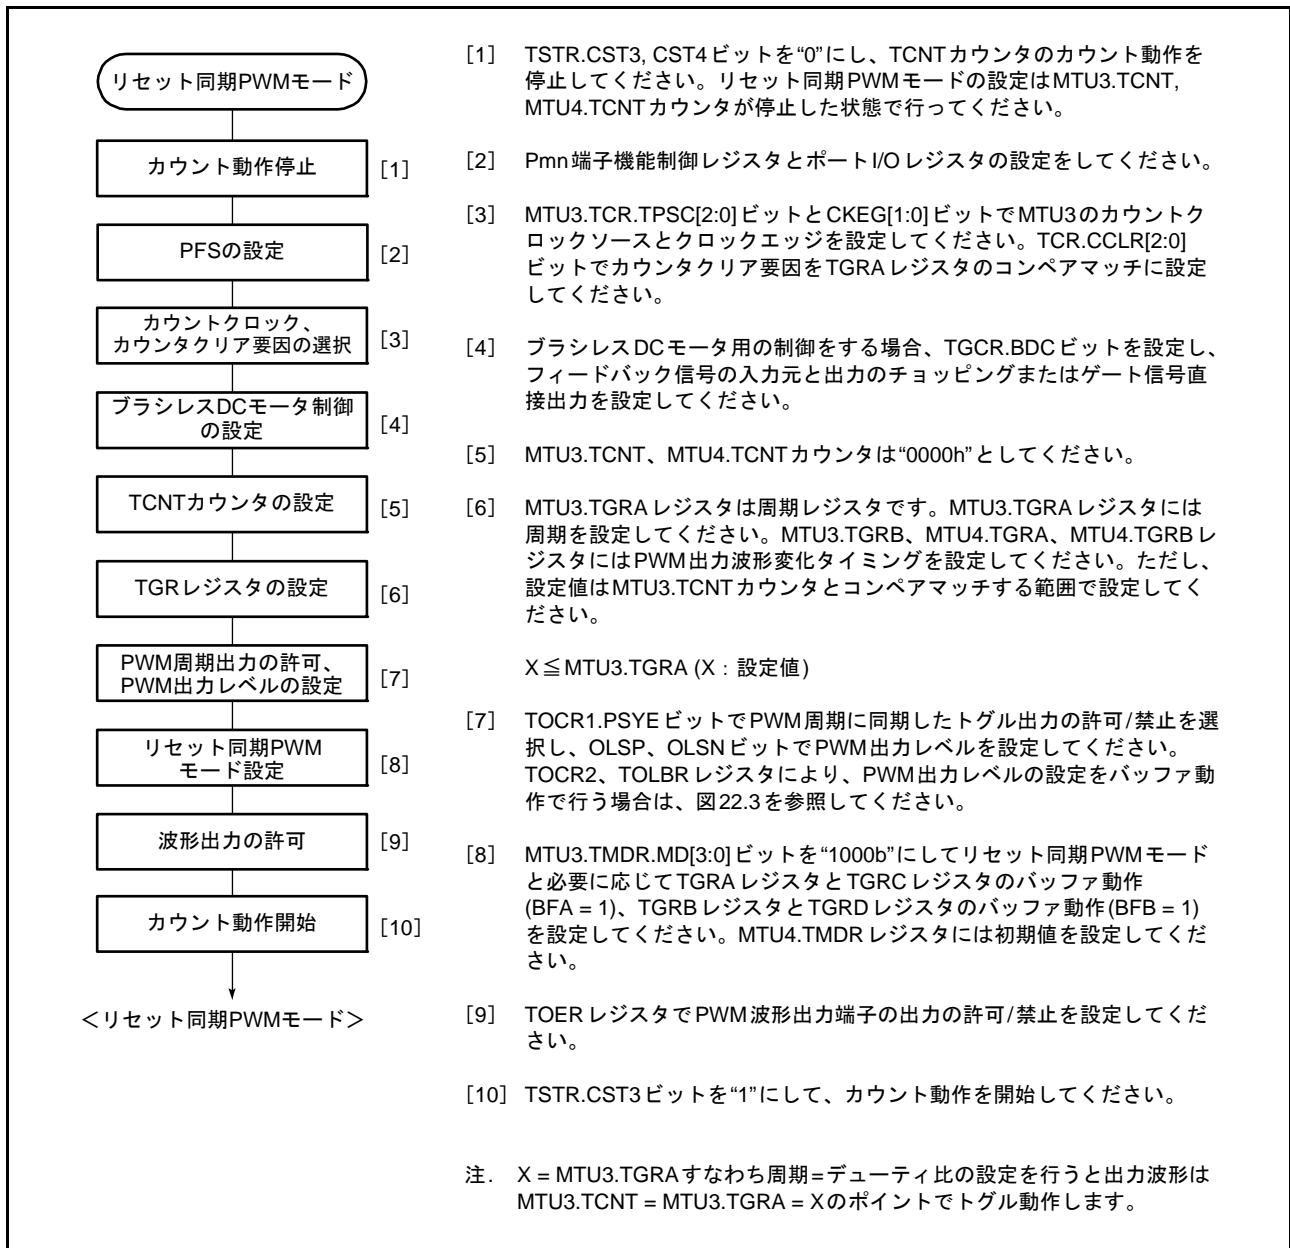 リセット同期PWMモード
カウント動作停止
[1]
PFSの設定
[2]
カウントクロック、
カウンタクリア要因の選択
[3]
ブラシレスDCモータ制御
の設定
[4]
TCNTカウンタの設定
[5]
TGRレジスタの設定
[6]
PWM周期出力の許可、
PWM出力レベルの設定
[7]
リセット同期PWM
モード設定
[8]
波形出力の許可
[9]
カウント動作開始
[10]
＜リセット同期PWMモード＞
[1] TSTR.CST3, CST4ビットを“0”にし、TCNTカウンタのカウント動作を
停止してください。リセット同期PWMモードの設定はMTU3.TCNT,
MTU4.TCNTカウンタが停止した状態で行ってください。
[2] Pmn端子機能制御レジスタとポートI/Oレジスタの設定をしてください。
[3] MTU3.TCR.TPSC[2:0]ビットとCKEG[1:0]ビットでMTU3のカウントク
ロックソースとクロックエッジを設定してください。TCR.CCLR[2:0]
ビットでカウンタクリア要因をTGRAレジスタのコンペアマッチに設定
してください。
[4] ブラシレスDCモータ用の制御をする場合、TGCR.BDCビットを設定し、
フィードバック信号の入力元と出力のチョッピングまたはゲート信号直
接出力を設定してください。
[5] MTU3.TCNT、MTU4.TCNTカウンタは“0000h”としてください。
[6] MTU3.TGRAレジスタは周期レジスタです。MTU3.TGRAレジスタには
周期を設定してください。MTU3.TGRB、MTU4.TGRA、MTU4.TGRBレ
ジスタにはPWM出力波形変化タイミングを設定してください。ただし、
設定値はMTU3.TCNTカウンタとコンペアマッチする範囲で設定してく
ださい。
X≦MTU3.TGRA (X：設定値)
[7] TOCR1.PSYEビットでPWM周期に同期したトグル出力の許可/禁止を選
択し、OLSP、OLSNビットでPWM出力レベルを設定してください。
TOCR2、TOLBRレジスタにより、PWM出力レベルの設定をバッファ動
作で行う場合は、図22.3を参照してください。
[8] MTU3.TMDR.MD[3:0]ビットを“1000b”にしてリセット同期PWMモード
と必要に応じてTGRAレジスタとTGRCレジスタのバッファ動作
(BFA = 1)、TGRBレジスタとTGRDレジスタのバッファ動作(BFB = 1)
を設定してください。MTU4.TMDRレジスタには初期値を設定してくだ
さい。
[9] TOERレジスタでPWM波形出力端子の出力の許可/禁止を設定してくだ
さい。
[10] TSTR.CST3ビットを“1”にして、カウント動作を開始してください。
注. X = MTU3.TGRAすなわち周期=デューティ比の設定を行うと出力波形は
MTU3.TCNT = MTU3.TGRA = Xのポイントでトグル動作します。